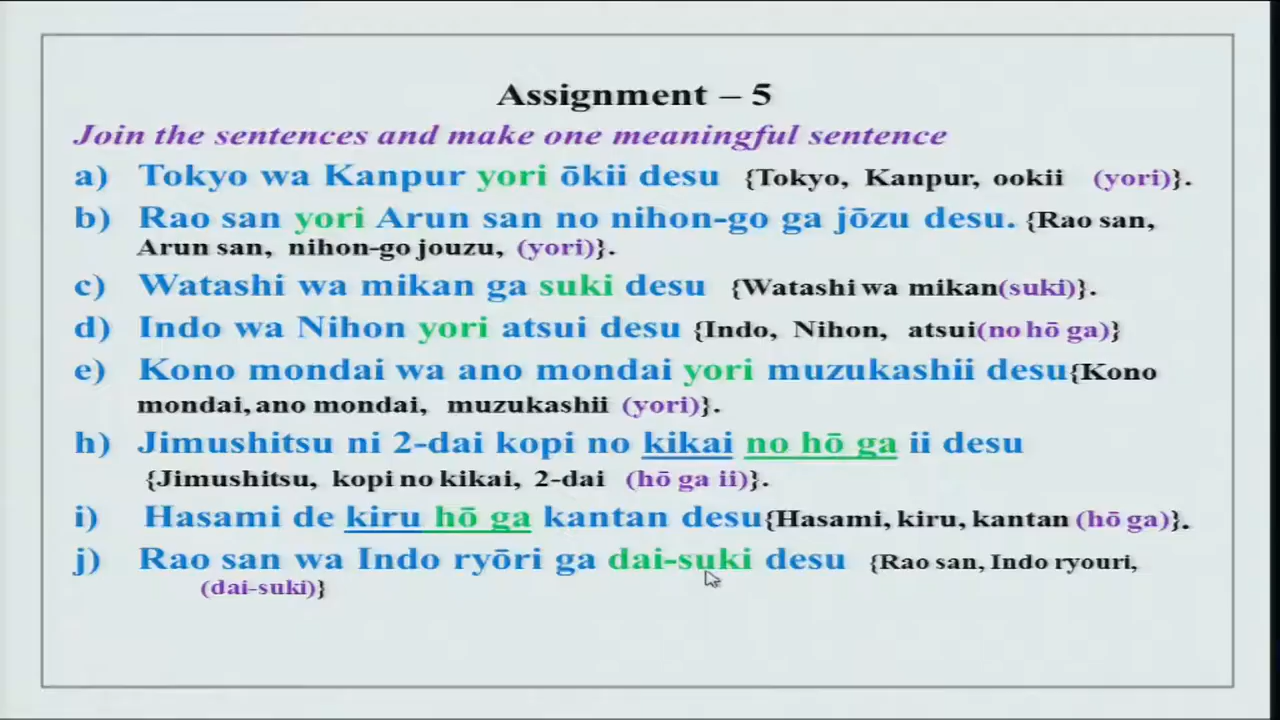 Assignment – 5
Join the sentences and make one meaningful sentence
a) Tokyo wa Kanpur yori ōkii desu {Tokyo, Kanpur, ookii (yori)}.
b) Rao san yori Arun san no nihon-go ga jōzu desu. {Rao san,
Arun san, nihon-go jouzu, (yori)}.
c) Watashi wa mikan ga suki desu {Watashi wa mikan(suki)}.
d) Indo wa Nihon yori atsui desu {Indo, Nihon, atsui(no hō ga)}
e) Kono mondai wa ano mondai yori muzukashii desu{Kono
mondai, ano mondai, muzukashii (yori)}.
h) Jimushitsu ni 2-dai kopi no kikai no hō ga ii desu
{Jimushitsu, kopi no kikai, 2-dai (hō ga ii)}.
i) Hasami de kiru hō ga kantan desu{Hasami, kiru, kantan (hō ga)}.
j) Rao san wa Indo ryōri ga dai-suki desu {Rao san, Indo ryouri,
(dai-suki)}